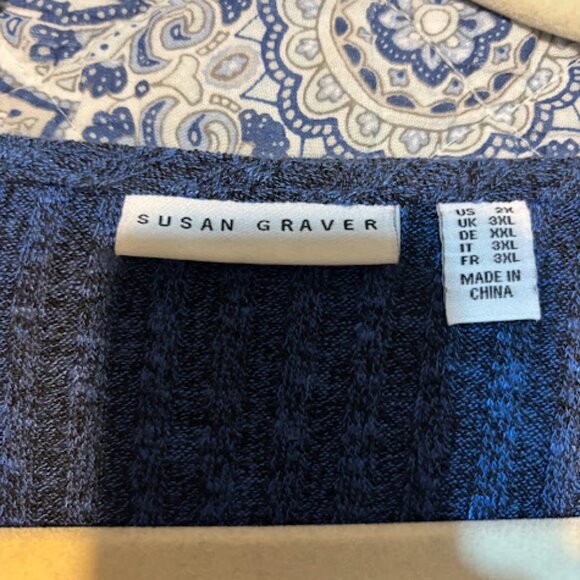 SUSAN GRAVER
US 2X
UK 3XL
DE XXL
IT 3XL
FR 3XL
MADE IN
CHINA